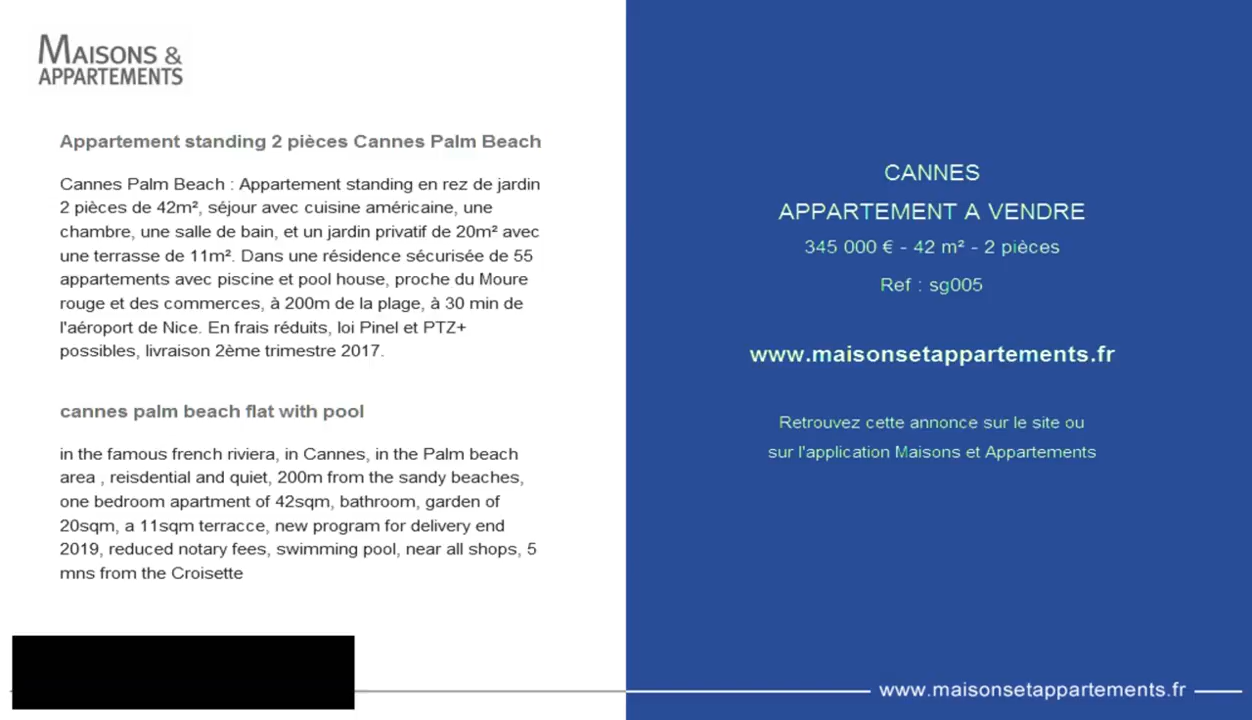 MAISONS &
APPARTEMENTS
Appartement standing 2 pièces Cannes Palm Beach
Cannes Palm Beach : Appartement standing en rez de jardin
2 pièces de 42m², séjour avec cuisine américaine, une
chambre, une salle de bain, et un jardin privatif de 20m² avec
une terrasse de 11m². Dans une résidence sécurisée de 55
appartements avec piscine et pool house, proche du Moure
rouge et des commerces, à 200m de la plage, à 30 min de
l'aéroport de Nice. En frais réduits, loi Pinel et PTZ+
possibles, livraison 2ème trimestre 2017.
cannes palm beach flat with pool
in the famous french riviera, in Cannes, in the Palm beach
area , reisdential and quiet, 200m from the sandy beaches,
one bedroom apartment of 42sqm, bathroom, garden of
20sqm, a 11sqm terracce, new program for delivery end
2019, reduced notary fees, swimming pool, near all shops, 5
mns from the Croisette
CANNES
APPARTEMENT A VENDRE
345 000 € - 42 m² - 2 pièces
Ref : sg005
www.maisonsetappartements.fr
Retrouvez cette annonce sur le site ou
sur l'application Maisons et Appartements
www.maisonsetappartements.fr